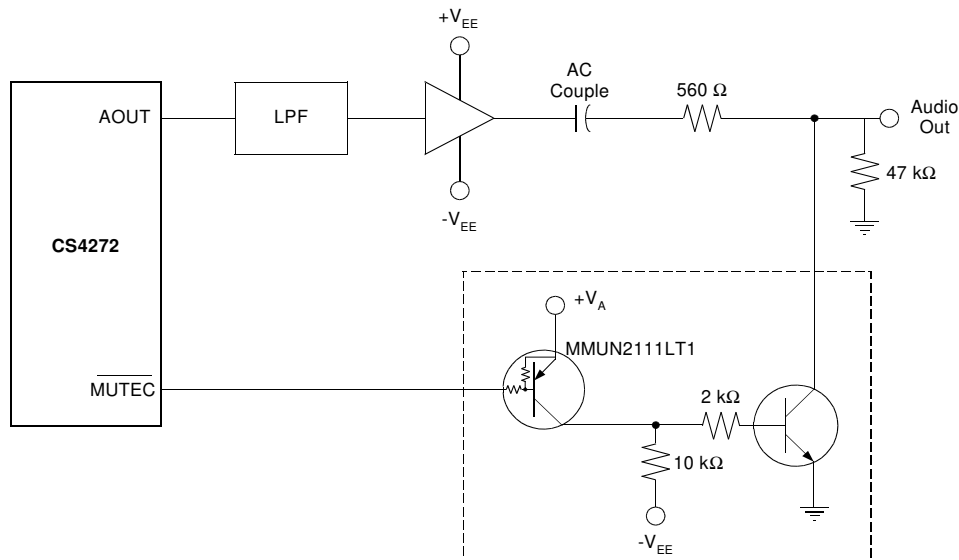 +V_EE
AC
Couple
560 Ω
Audio
Out
AOUT
LPF
47 kΩ
-V_EE
CS4272
+V_A
MMUN2111LT1
MUTEC
2 kΩ
10 kΩ
-V_EE